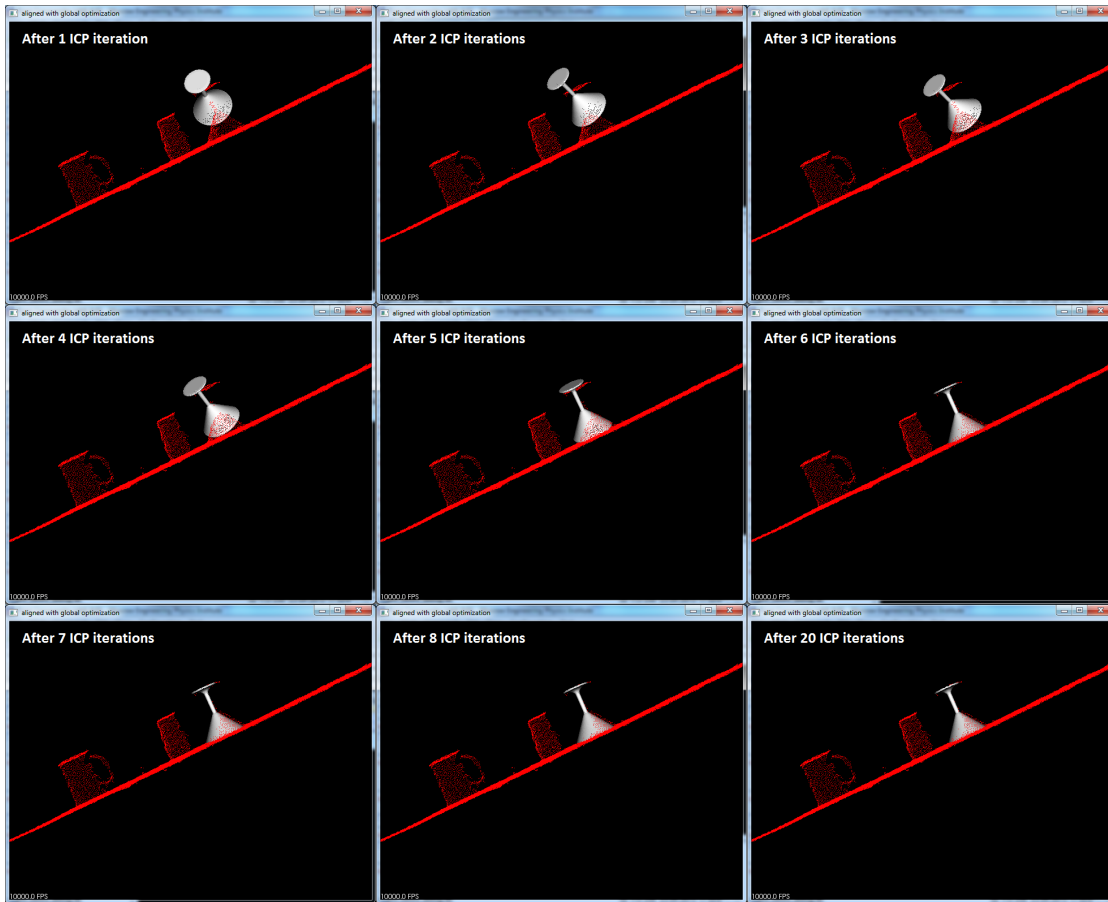 aligned with global optimization
After 1 ICP iteration
10000.0 FPS
aligned with global optimization
After 2 ICP iterations
10000.0 FPS
aligned with global optimization
After 3 ICP iterations
10000.0 FPS
aligned with global optimization
After 4 ICP iterations
10000.0 FPS
aligned with global optimization
After 5 ICP iterations
10000.0 FPS
aligned with global optimization
After 6 ICP iterations
10000.0 FPS
aligned with global optimization
After 7 ICP iterations
10000.0 FPS
aligned with global optimization
After 8 ICP iterations
10000.0 FPS
aligned with global optimization
After 20 ICP iterations
10000.0 FPS